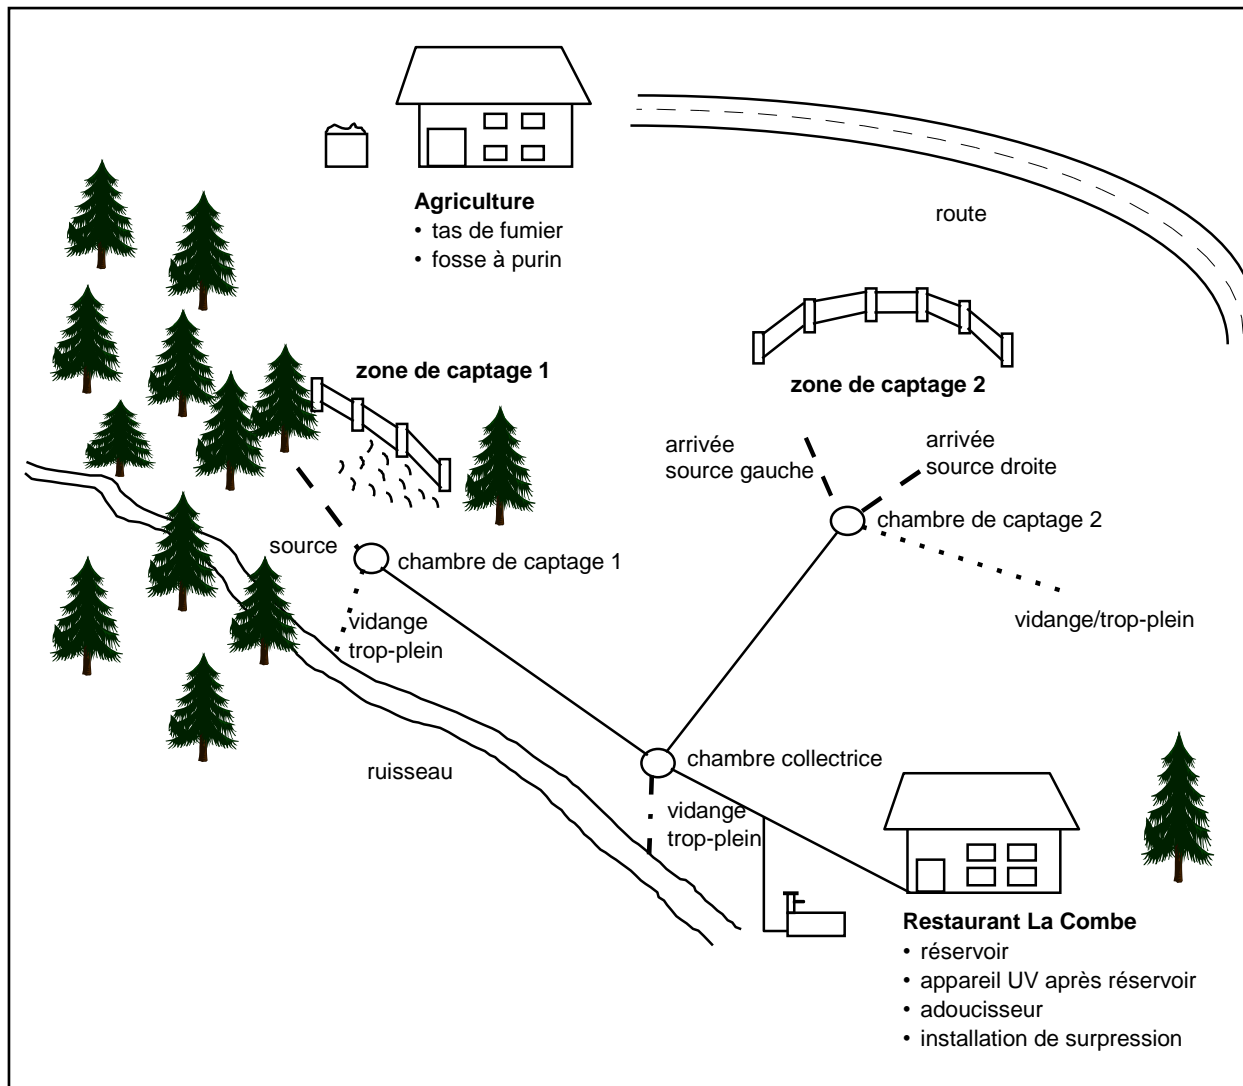 Agriculture
• tas de fumier
• fosse à purin
route
zone de captage 1
zone de captage 2
arrivée
source gauche
arrivée
source droite
chambre de captage 2
source
chambre de captage 1
vidange
trop-plein
vidange/trop-plein
ruisseau
chambre collectrice
vidange
trop-plein
Restaurant La Combe
• réservoir
• appareil UV après réservoir
• adoucisseur
• installation de surpression